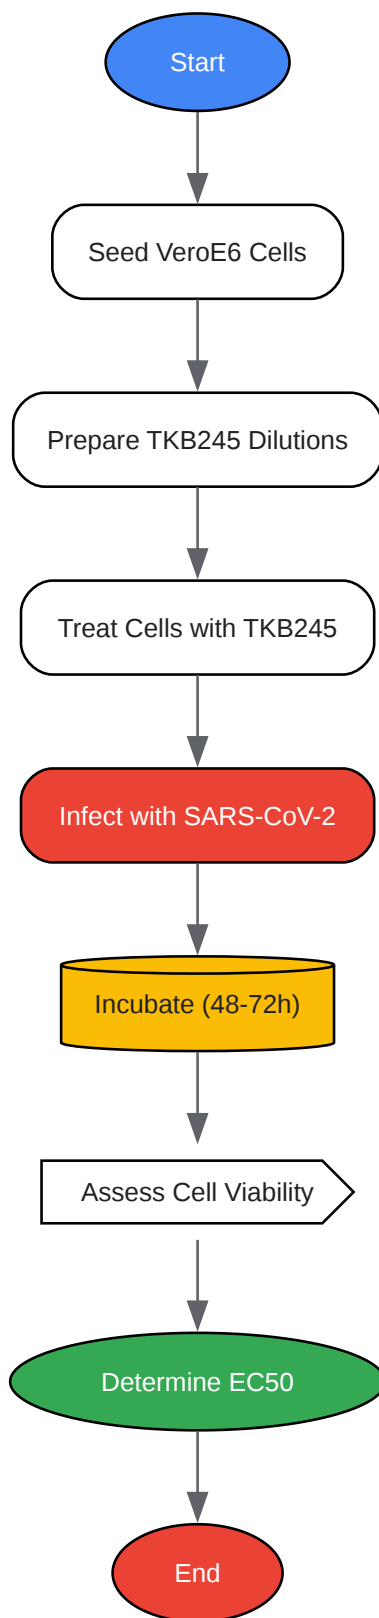 Start
Seed VeroE6 Cells
Prepare TKB245 Dilutions
Treat Cells with TKB245
Infect with SARS-CoV-2
Incubate (48-72h)
Assess Cell Viability
Determine EC50
End